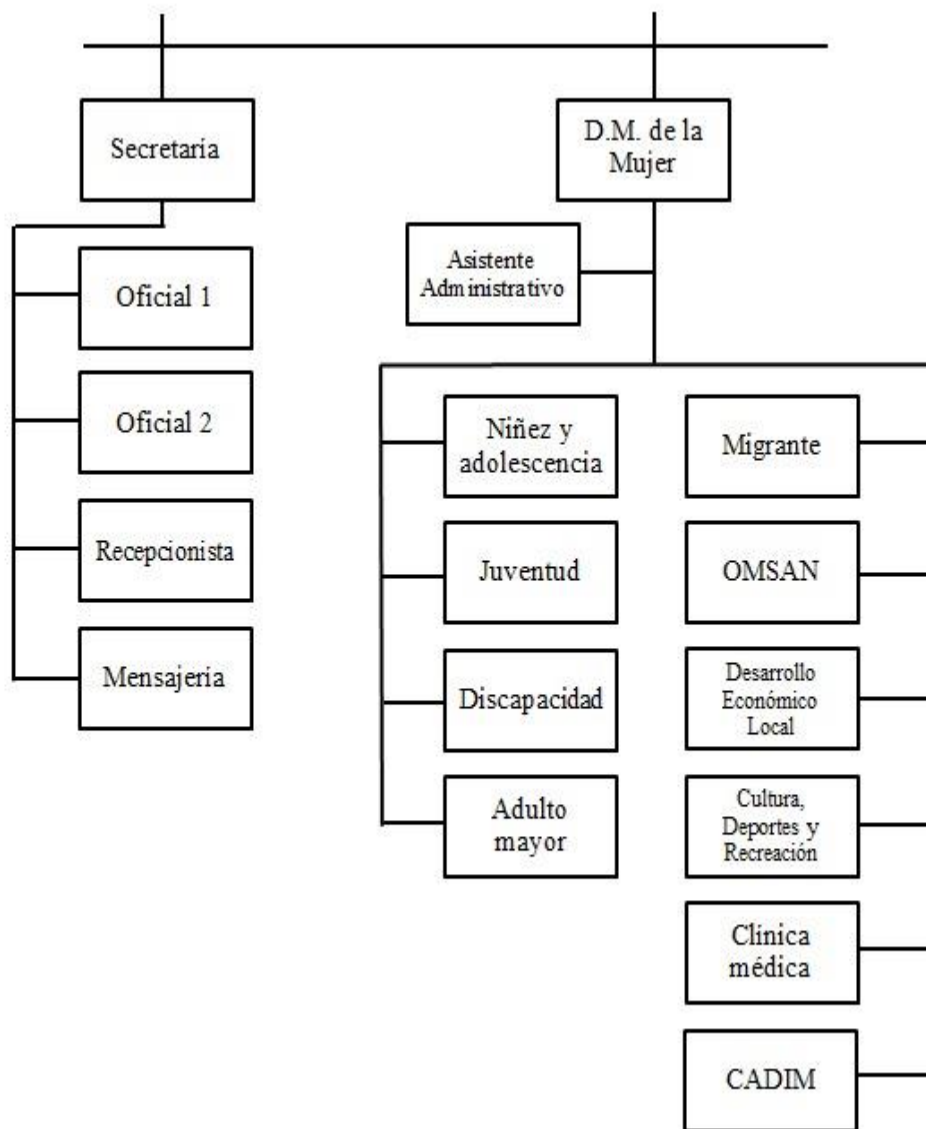 Secretaria
D.M. de la
Mujer
Asistente
Administrativo
Oficial 1
Oficial 2
Recepcionista
Mensajeria
Niñez y
adolescencia
Juventud
Discapacidad
Adulto
mayor
Migrante
OMSAN
Desarrollo
Económico
Local
Cultura,
Deportes y
Recreación
Clínica
médica
CADIM